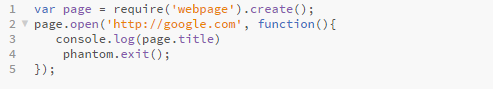 1 var page = require('webpage').create();
2 page.open('http://google.com', function(){
3    console.log(page.title)
4     phantom.exit();
5 });